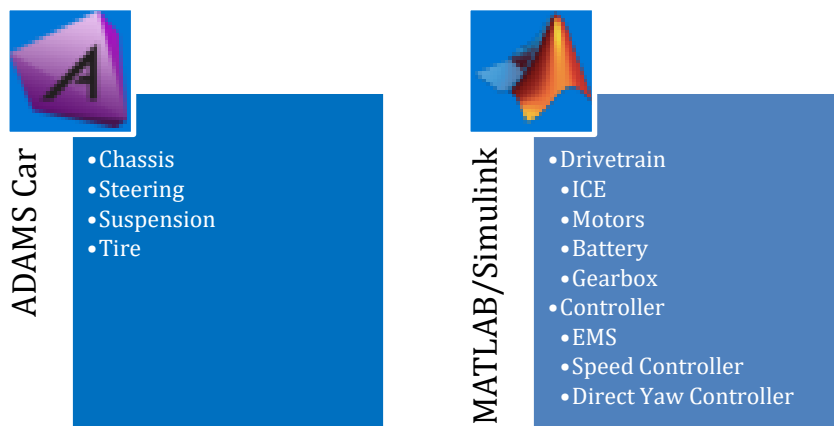 A
ADAMS Car
•Chassis
•Steering
•Suspension
•Tire
MATLAB/Simulink
•Drivetrain
•ICE
•Motors
•Battery
•Gearbox
•Controller
•EMS
•Speed Controller
•Direct Yaw Controller